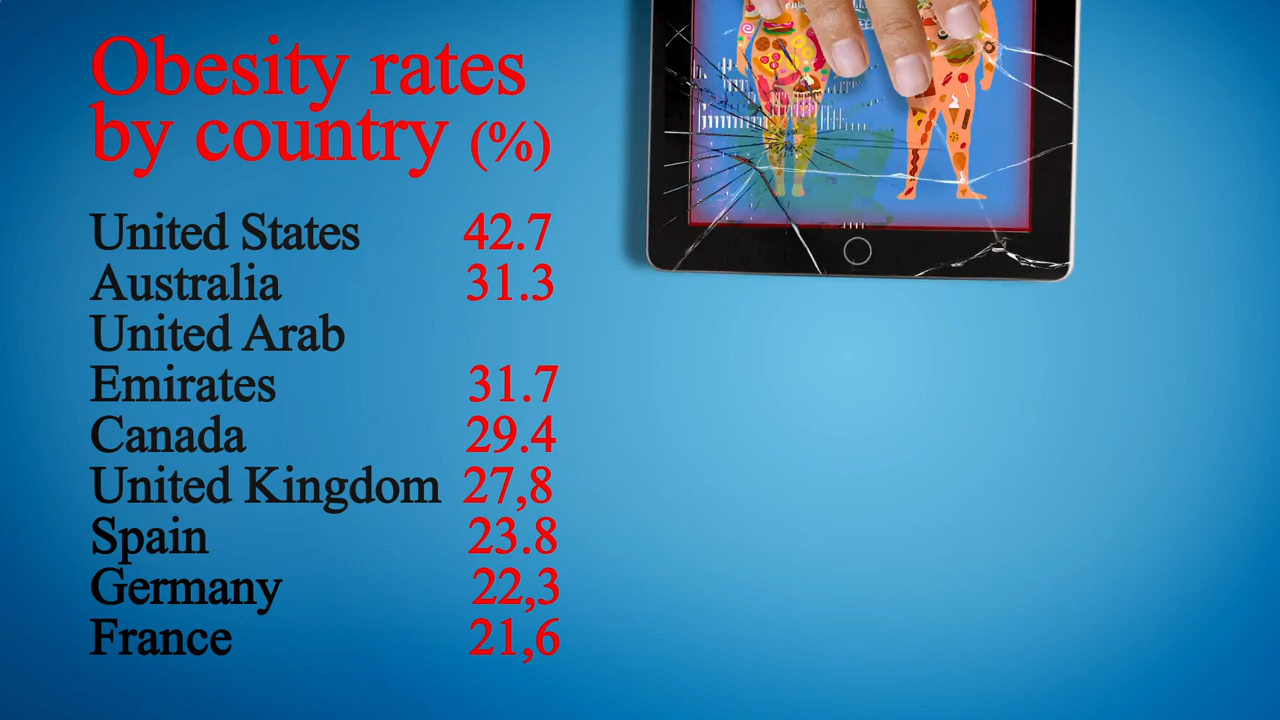 Obesity rates
by country (%)
United States 42.7
Australia 31.3
United Arab
Emirates 31.7
Canada 29.4
United Kingdom 27,8
Spain 23.8
Germany 22,3
France 21,6